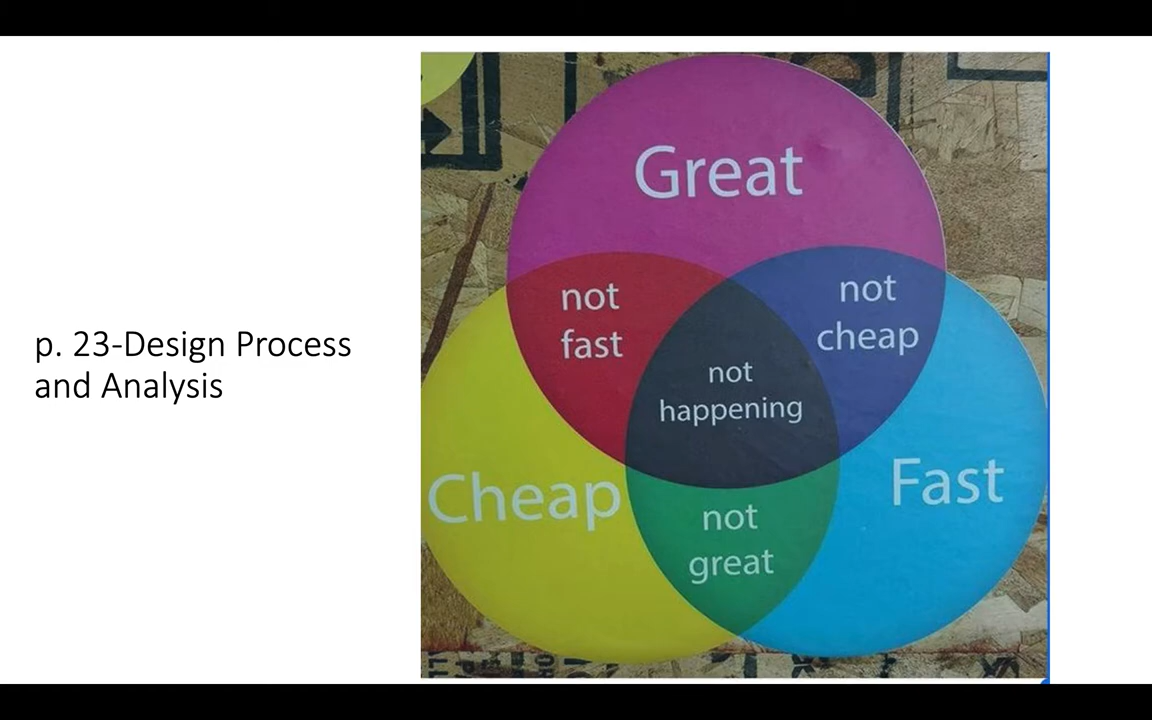 p. 23-Design Process
and Analysis
Great
not
fast
not
cheap
not
happening
Cheap
Fast
not
great